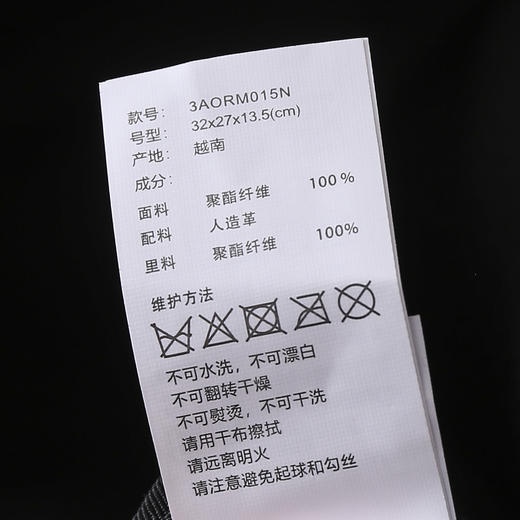 款号： 3AORM015N
号型： 32x27x13.5(cm)
产地： 越南
成分：
面料 聚酯纤维 100%
配料 人造革
里料 聚酯纤维 100%
维护方法
不可水洗，不可漂白
不可翻转干燥
不可熨烫，不可干洗
请用干布擦拭
请远离明火
请注意避免起球和勾丝